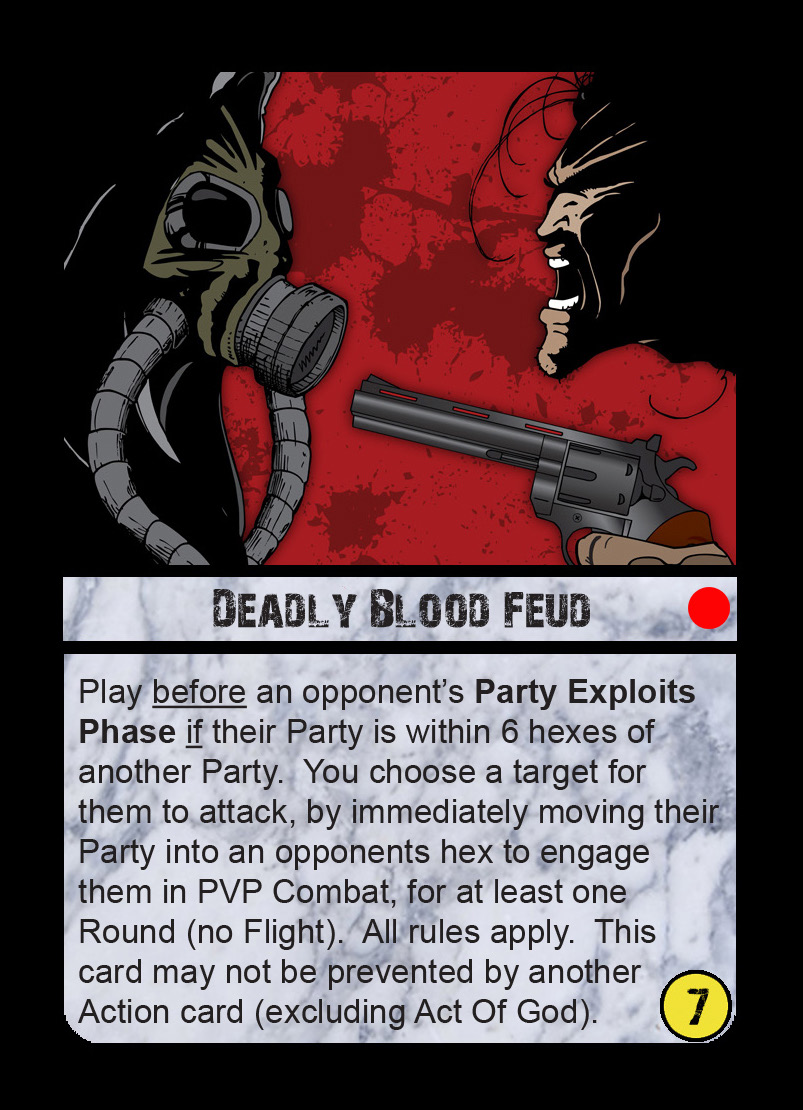 Deadly Blood Feud
Play before an opponent's Party Exploits
Phase if their Party is within 6 hexes of
another Party.  You choose a target for
them to attack, by immediately moving their
Party into an opponents hex to engage
them in PVP Combat, for at least one
Round (no Flight).  All rules apply.  This
card may not be prevented by another
Action card (excluding Act Of God).
7